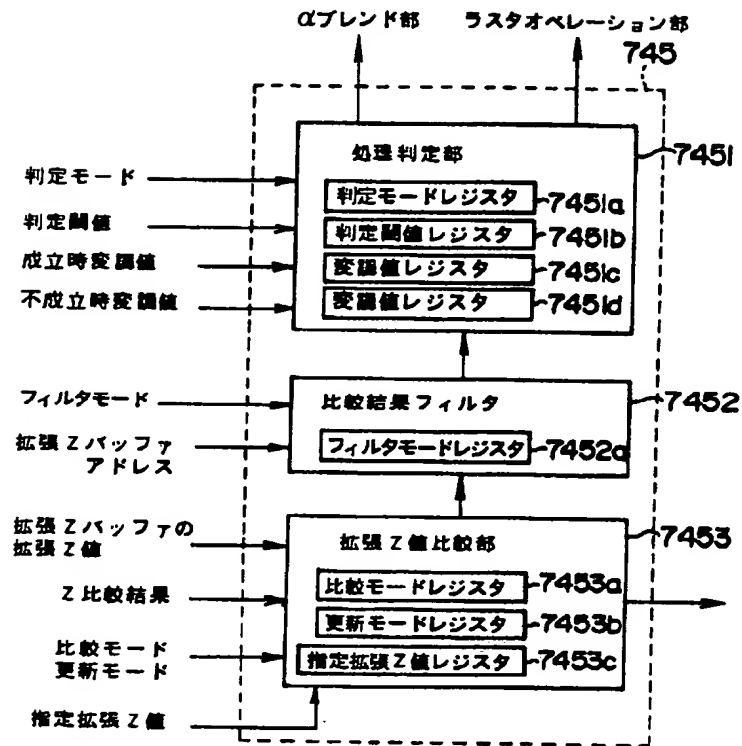 αブレンド部
ラスタオペレーション部
745
処理判定部
7451
判定モード
判定モードレジスタ
7451a
判定閾値
判定閾値レジスタ
7451b
成立時変調値
変調値レジスタ
7451c
不成立時変調値
変調値レジスタ
7451d
フィルタモード
比較結果フィルタ
7452
拡張Zバッファ
アドレス
フィルタモードレジスタ
7452a
拡張Zバッファの
拡張Z値
拡張Z値比較部
7453
Z比較結果
比較モードレジスタ
7453a
更新モードレジスタ
7453b
比較モード
更新モード
指定拡張Z値レジスタ
7453c
指定拡張Z値